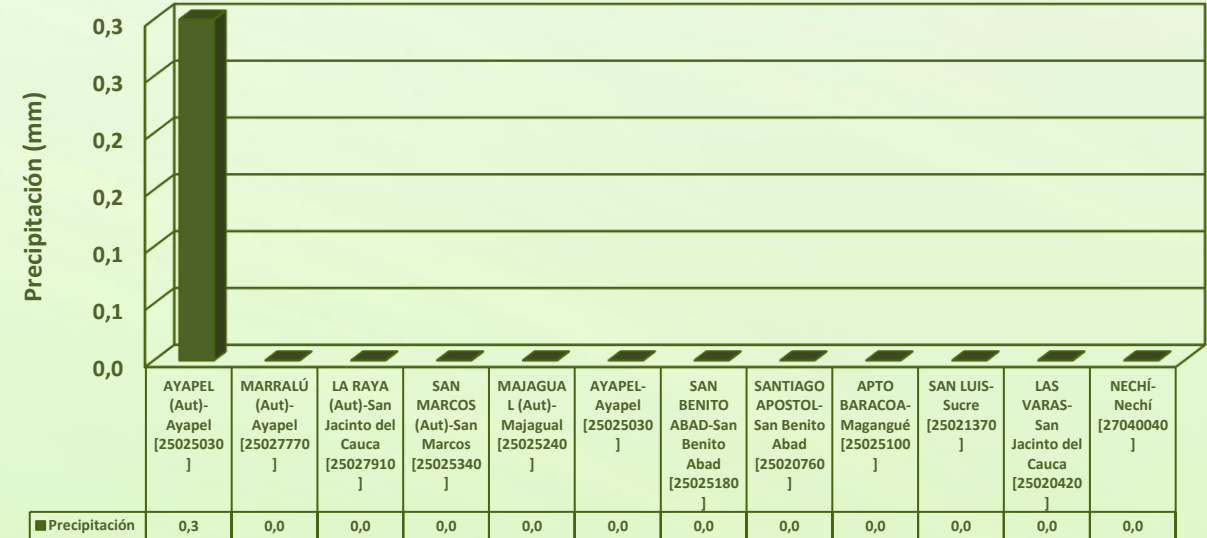 Precipitación (mm)
0,3
0,3
0,2
0,2
0,1
0,1
0,0
AYAPEL
(Aut)-
Ayapel
[25025030
]
MARRALÚ
(Aut)-
Ayapel
[25027770
]
LA RAYA
(Aut)-San
Jacinto del
Cauca
[25027910
]
SAN
MARCOS
(Aut)-San
Marcos
[25025340
]
MAJAGUA
L (Aut)-
Majagual
[25025240
]
AYAPEL-
Ayapel
[25025030
]
SAN
BENITO
ABAD-San
Benito
Abad
[25025180
]
SANTIAGO
APOSTOL-
San Benito
Abad
[25020760
]
APTO
BARACOA-
Magangué
[25025100
]
SAN LUIS-
Sucre
[25021370
]
LAS
VARAS-
San
Jacinto del
Cauca
[25020420
]
NECHÍ-
Nechí
[27040040
]
Precipitación 0,3 0,0 0,0 0,0 0,0 0,0 0,0 0,0 0,0 0,0 0,0 0,0